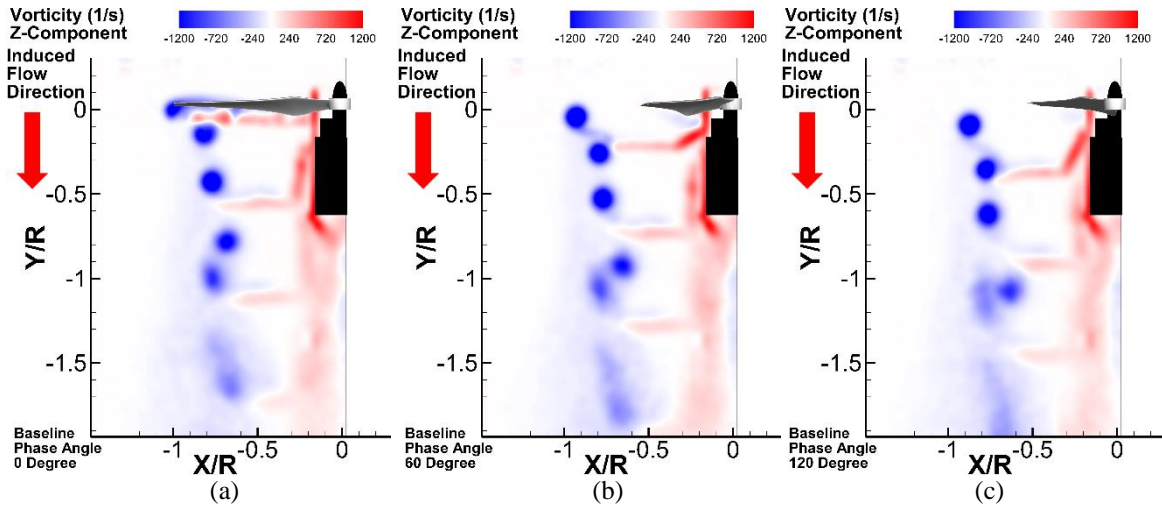 Vorticity (1/s)
Z-Component
-1200 -720 -240 240 720 1200
Induced
Flow
Direction
0
-0.5
-1
-1.5
Y/R
Baseline
Phase Angle
0 Degree
-1 -0.5 0
X/R
(a)
Vorticity (1/s)
Z-Component
-1200 -720 -240 240 720 1200
Induced
Flow
Direction
0
-0.5
-1
-1.5
Y/R
Baseline
Phase Angle
60 Degree
-1 -0.5 0
X/R
(b)
Vorticity (1/s)
Z-Component
-1200 -720 -240 240 720 1200
Induced
Flow
Direction
0
-0.5
-1
-1.5
Y/R
Baseline
Phase Angle
120 Degree
-1 -0.5 0
X/R
(c)